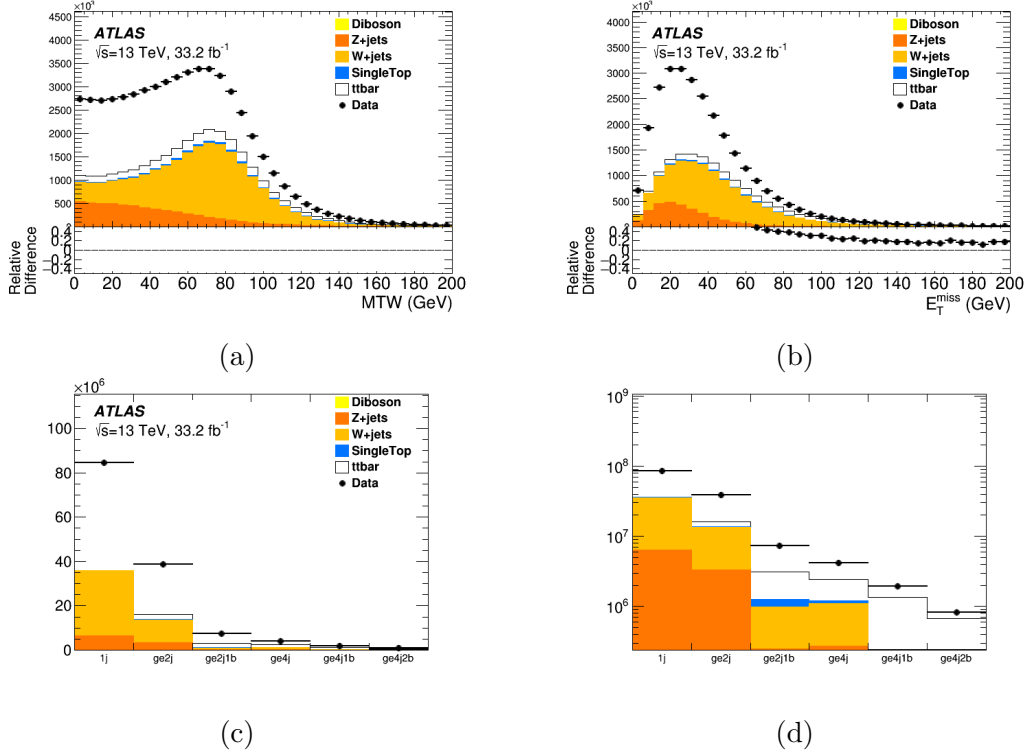 ×10³
4500
4000
3500
3000
2500
2000
1500
1000
500
ATLAS
√s=13 TeV, 33.2 fb⁻¹
Diboson
Z+jets
W+jets
SingleTop
ttbar
Data
Relative
Difference
0.4
0.2
0
−0.2
−0.4
0 20 40 60 80 100 120 140 160 180 200
MTW (GeV)
(a)
×10³
4000
3500
3000
2500
2000
1500
1000
500
ATLAS
√s=13 TeV, 33.2 fb⁻¹
Diboson
Z+jets
W+jets
SingleTop
ttbar
Data
Relative
Difference
0.4
0.2
0
−0.2
−0.4
0 20 40 60 80 100 120 140 160 180 200
E_T^miss (GeV)
(b)
×10⁶
100
80
60
40
20
0
ATLAS
√s=13 TeV, 33.2 fb⁻¹
Diboson
Z+jets
W+jets
SingleTop
ttbar
Data
1j ge2j ge2j1b ge4j ge4j1b ge4j2b
(c)
10⁹
10⁸
10⁷
10⁶
1j ge2j ge2j1b ge4j ge4j1b ge4j2b
(d)